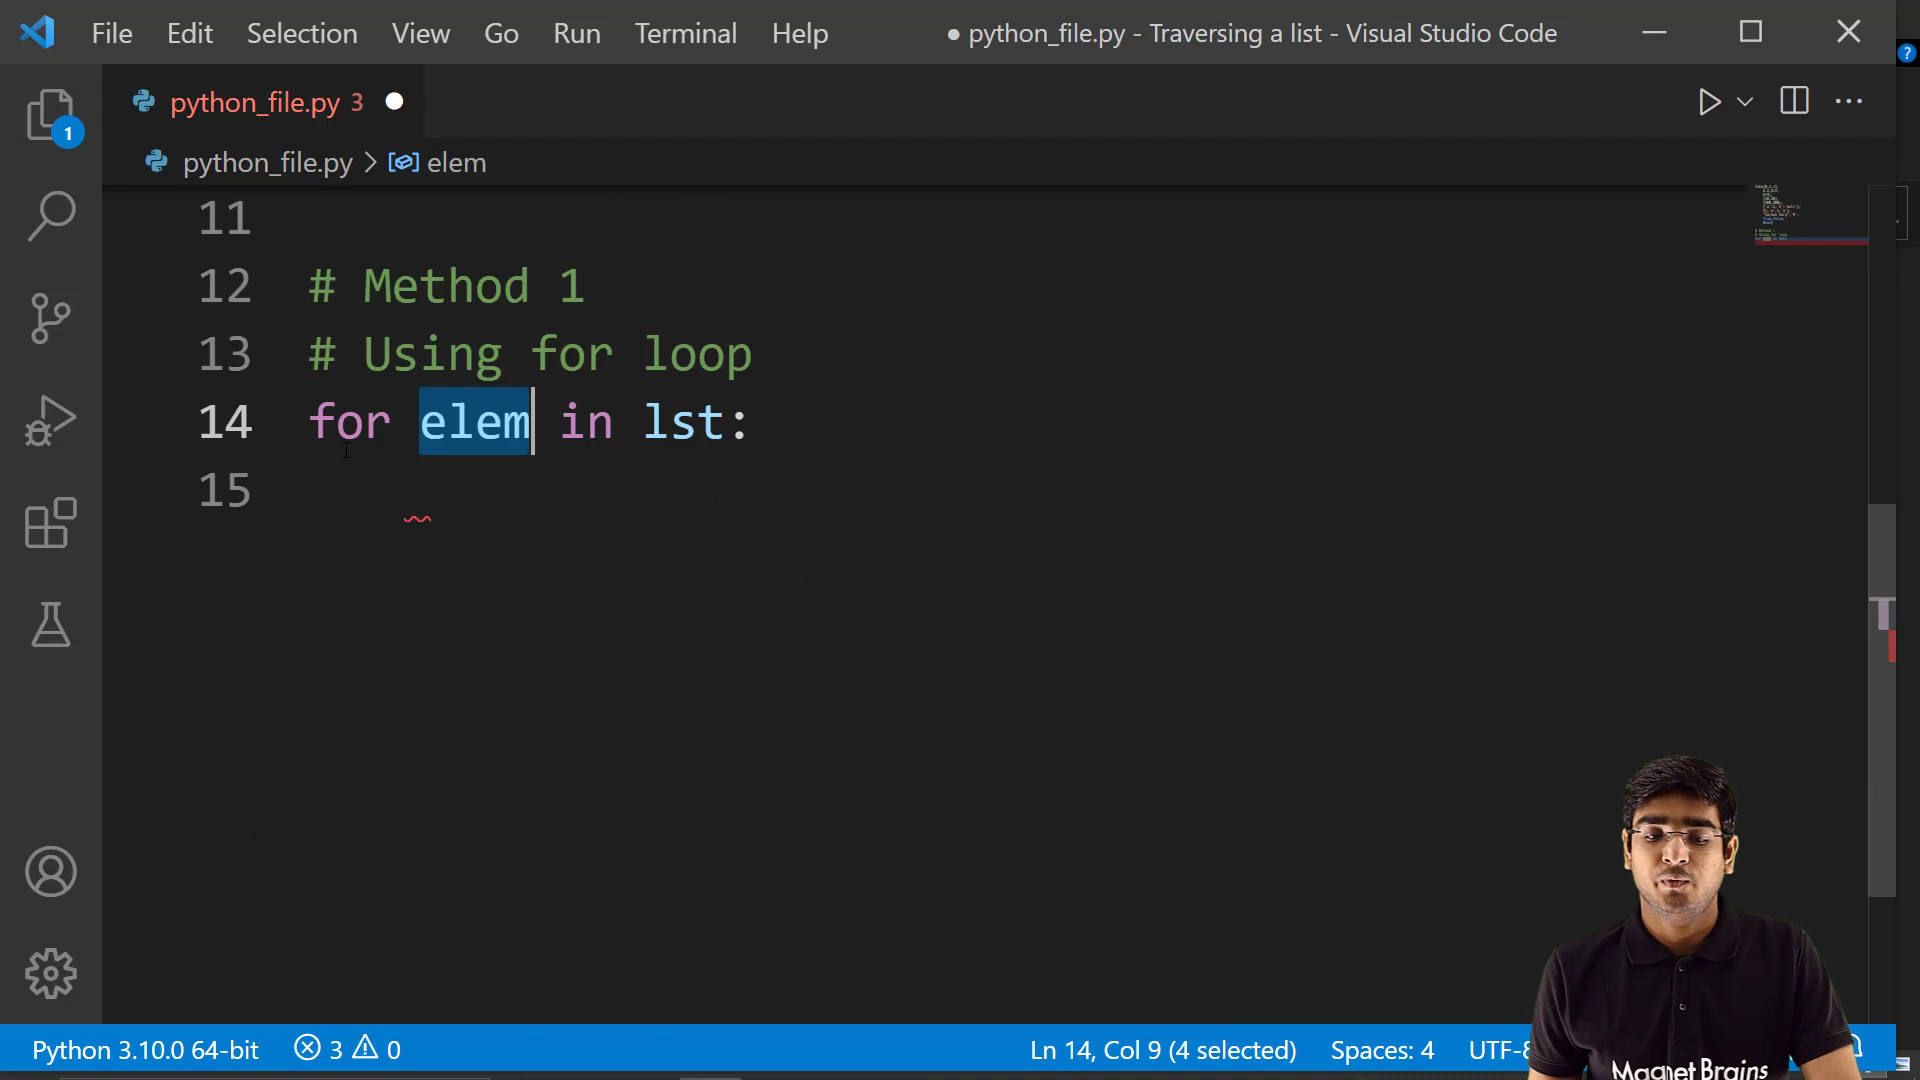 File Edit Selection View Go Run Terminal Help ● python_file.py - Traversing a list - Visual Studio Code
python_file.py 3
1
python_file.py > elem
11
12 # Method 1
13 # Using for loop
14 for elem in lst:
15
Python 3.10.0 64-bit 3 0 Ln 14, Col 9 (4 selected) Spaces: 4 UTF-8
Magnet Brains